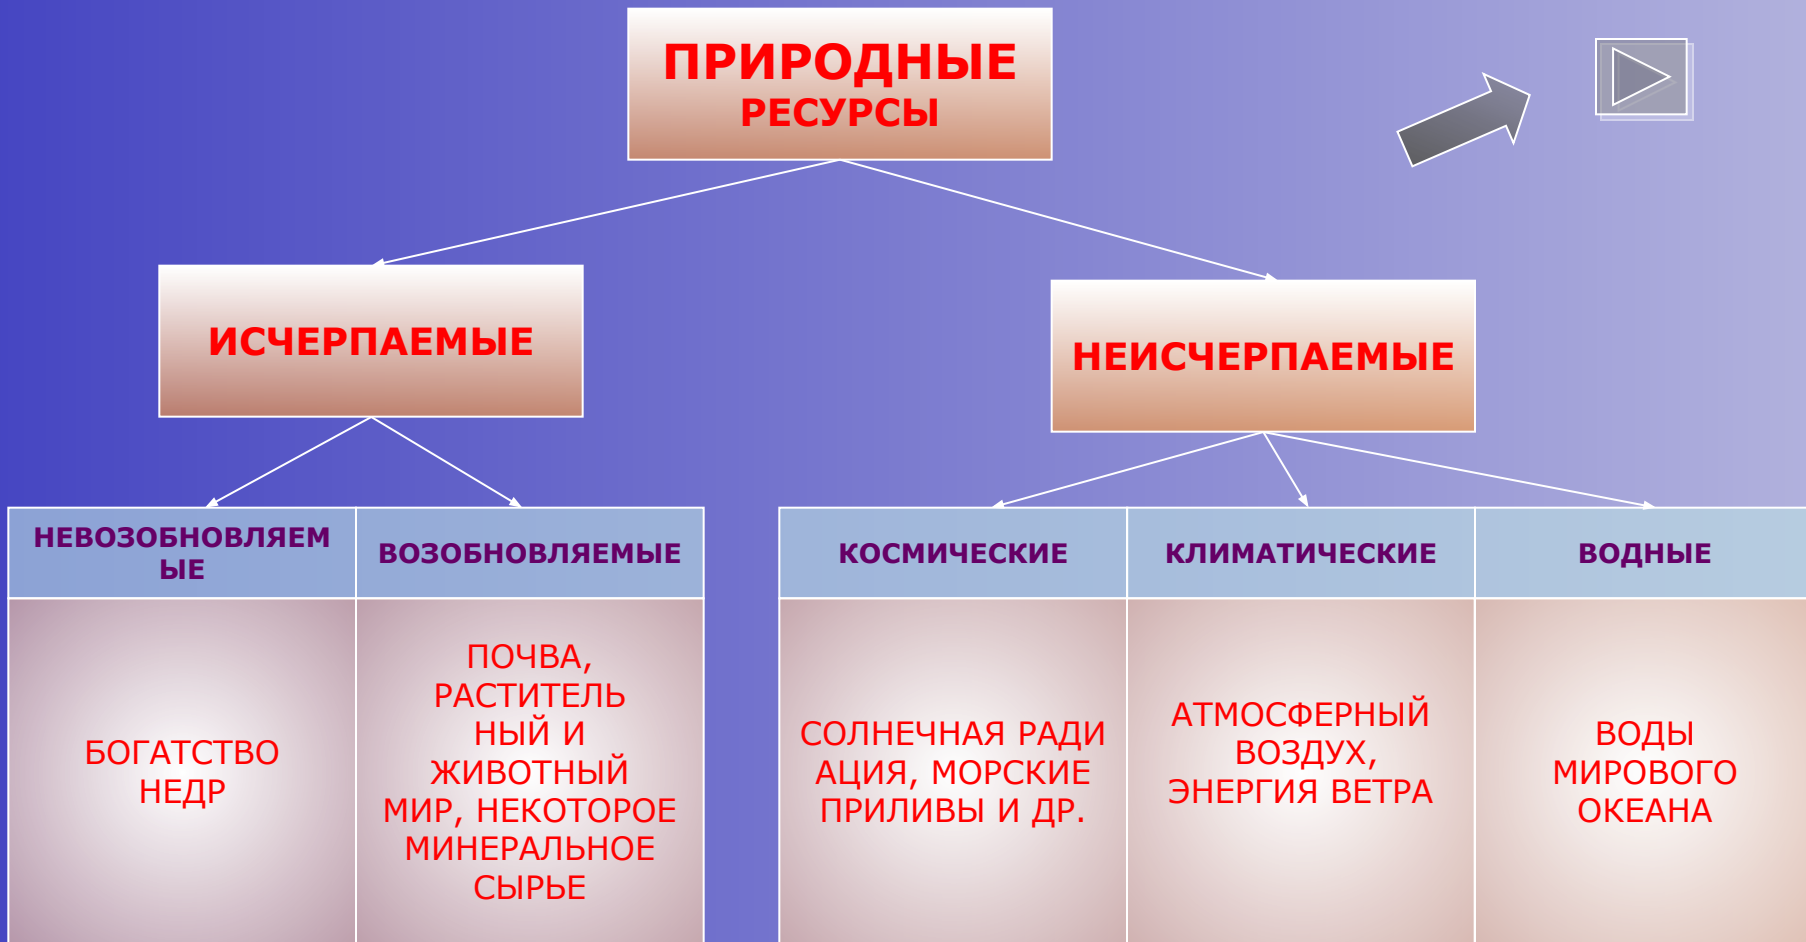 ПРИРОДНЫЕ
РЕСУРСЫ
ИСЧЕРПАЕМЫЕ
НЕИСЧЕРПАЕМЫЕ
НЕВОЗОБНОВЛЯЕМ
ЫЕ
ВОЗОБНОВЛЯЕМЫЕ
КОСМИЧЕСКИЕ
КЛИМАТИЧЕСКИЕ
ВОДНЫЕ
БОГАТСТВО
НЕДР
ПОЧВА,
РАСТИТЕЛЬ
НЫЙ И
ЖИВОТНЫЙ
МИР, НЕКОТОРОЕ
МИНЕРАЛЬНОЕ
СЫРЬЕ
СОЛНЕЧНАЯ РАДИ
АЦИЯ, МОРСКИЕ
ПРИЛИВЫ И ДР.
АТМОСФЕРНЫЙ
ВОЗДУХ,
ЭНЕРГИЯ ВЕТРА
ВОДЫ
МИРОВОГО
ОКЕАНА